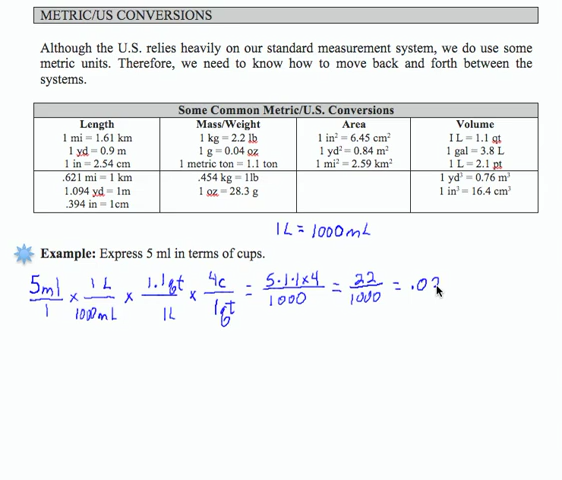 METRIC/US CONVERSIONS
Although the U.S. relies heavily on our standard measurement system, we do use some
metric units. Therefore, we need to know how to move back and forth between the
systems.
Some Common Metric/U.S. Conversions
Length Mass/Weight Area Volume
1 mi = 1.61 km 1 kg = 2.2 lb 1 in² = 6.45 cm² 1 L = 1.1 qt
1 yd = 0.9 m 1 g = 0.04 oz 1 yd² = 0.84 m² 1 gal = 3.8 L
1 in = 2.54 cm 1 metric ton = 1.1 ton 1 mi² = 2.59 km² 1 L = 2.1 pt
.621 mi = 1 km .454 kg = 1lb 1 yd³ = 0.76 m³
1.094 yd = 1m 1 oz = 28.3 g 1 in³ = 16.4 cm³
.394 in = 1cm
1L = 1000mL
Example: Express 5 ml in terms of cups.
5ml/1 x 1L/1000mL x 1.1qt/1L x 4c/1qt = 5·1·1x4/1000 = 22/1000 = .02